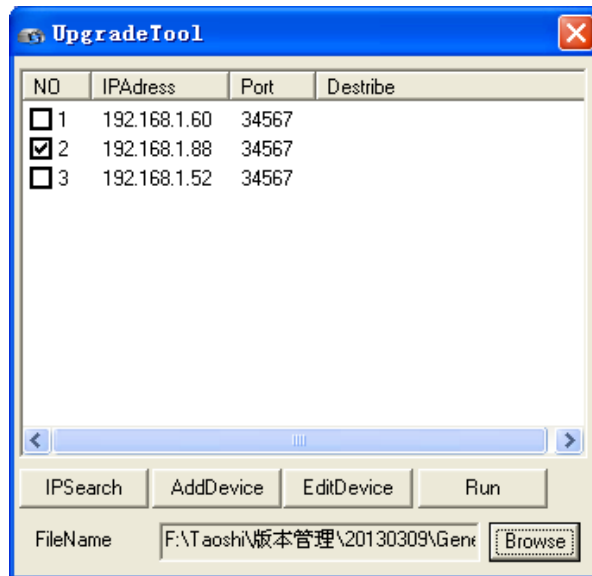 UpgradeTool
NO IPAdress Port Destribe
1 192.168.1.60 34567
2 192.168.1.88 34567
3 192.168.1.52 34567
IPSearch AddDevice EditDevice Run
FileName F:\Taoshi\版本管理\20130309\Gene Browse